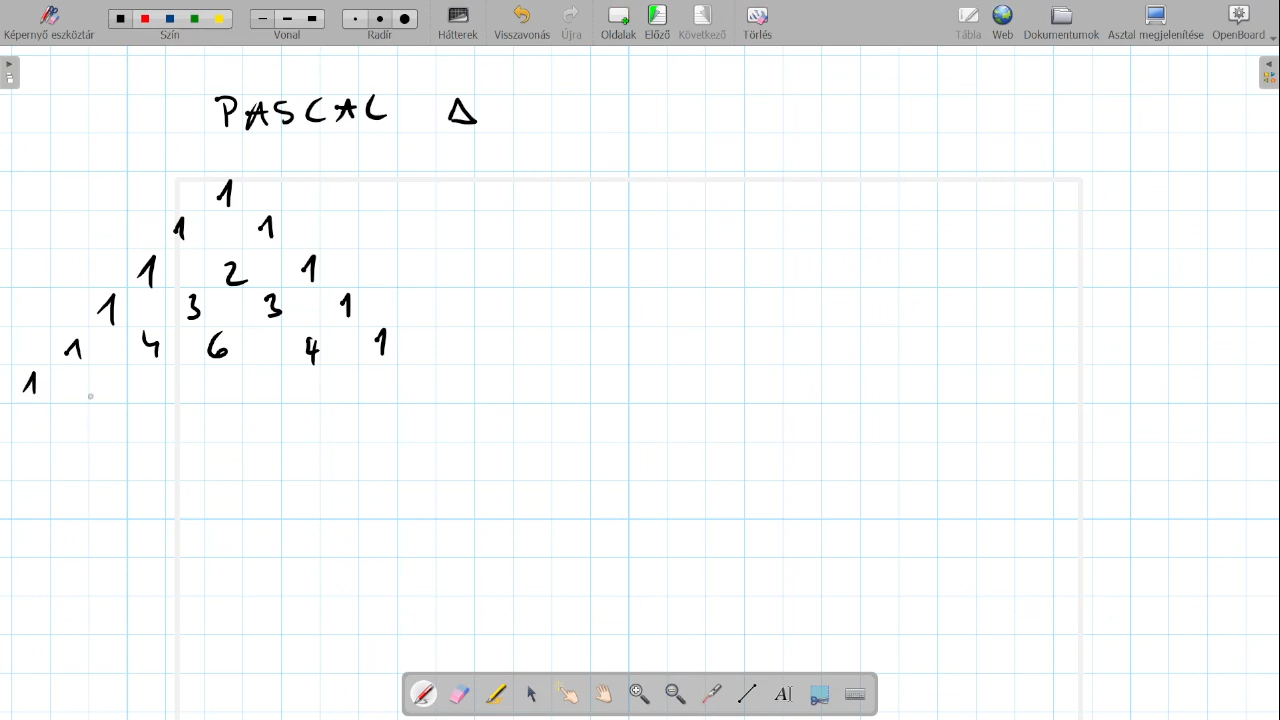 Képernyő eszköztár Szín Vonal Radír Hátterek Visszavonás Újra Oldalak Előző Következő Törlés Tábla Web Dokumentumok Asztal megjelenítése OpenBoard
PASCAL Δ
1
1 1
1 2 1
1 3 3 1
1 4 6 4 1
1